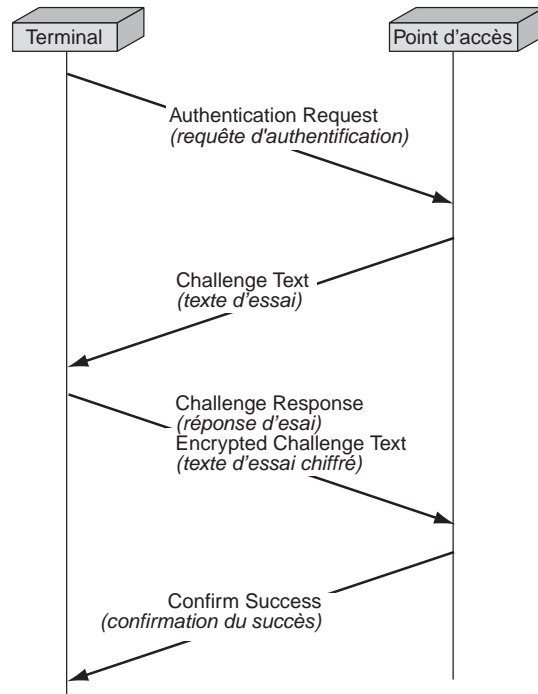 Terminal
Point d'accès
Authentication Request
(requête d'authentification)
Challenge Text
(texte d'essai)
Challenge Response
(réponse d'esai)
Encrypted Challenge Text
(texte d'essai chiffré)
Confirm Success
(confirmation du succès)